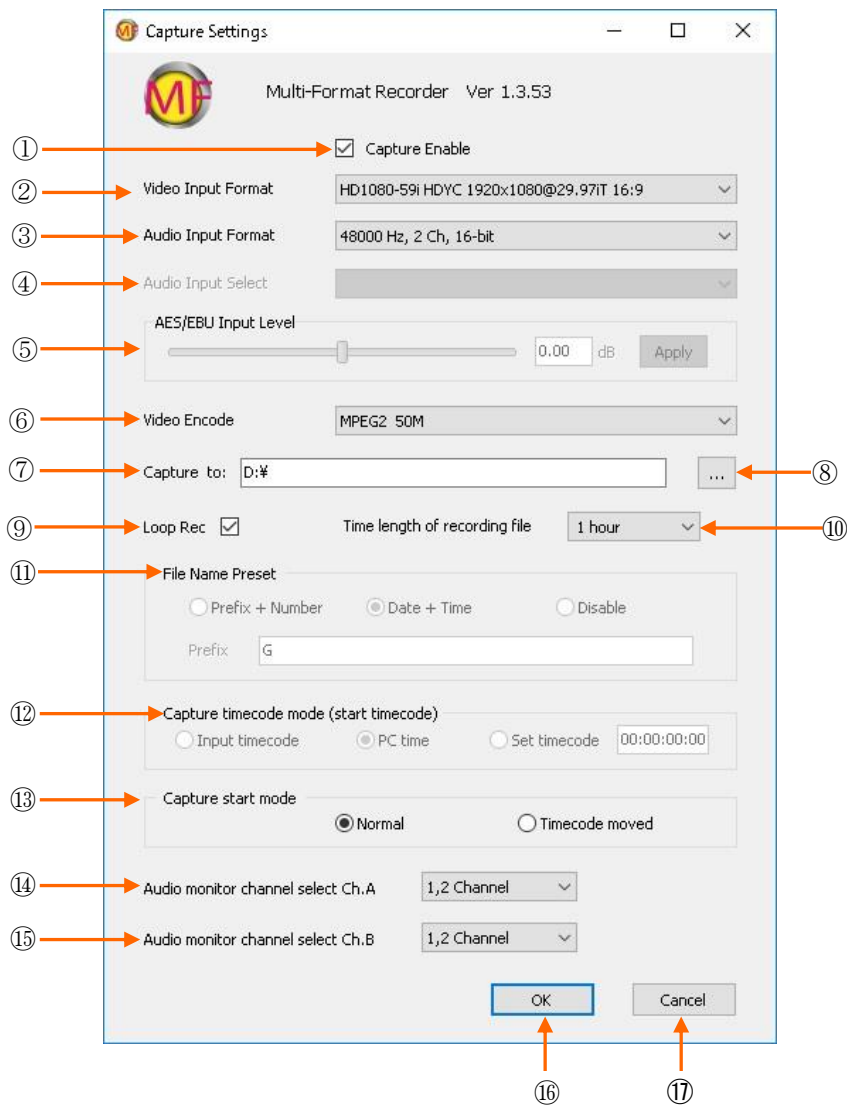 MF Capture Settings
MF
Multi-Format Recorder Ver 1.3.53
① Capture Enable
② Video Input Format HD1080-59i HDYC 1920x1080@29.97iT 16:9
③ Audio Input Format 48000 Hz, 2 Ch, 16-bit
④ Audio Input Select
AES/EBU Input Level
⑤ 0.00 dB Apply
⑥ Video Encode MPEG2 50M
⑦ Capture to: D:¥ ... ⑧
⑨ Loop Rec Time length of recording file 1 hour ⑩
⑪ File Name Preset
Prefix + Number Date + Time Disable
Prefix G
⑫ Capture timecode mode (start timecode)
Input timecode PC time Set timecode 00:00:00:00
⑬ Capture start mode
Normal Timecode moved
⑭ Audio monitor channel select Ch.A 1,2 Channel
⑮ Audio monitor channel select Ch.B 1,2 Channel
OK Cancel
⑯ ⑰